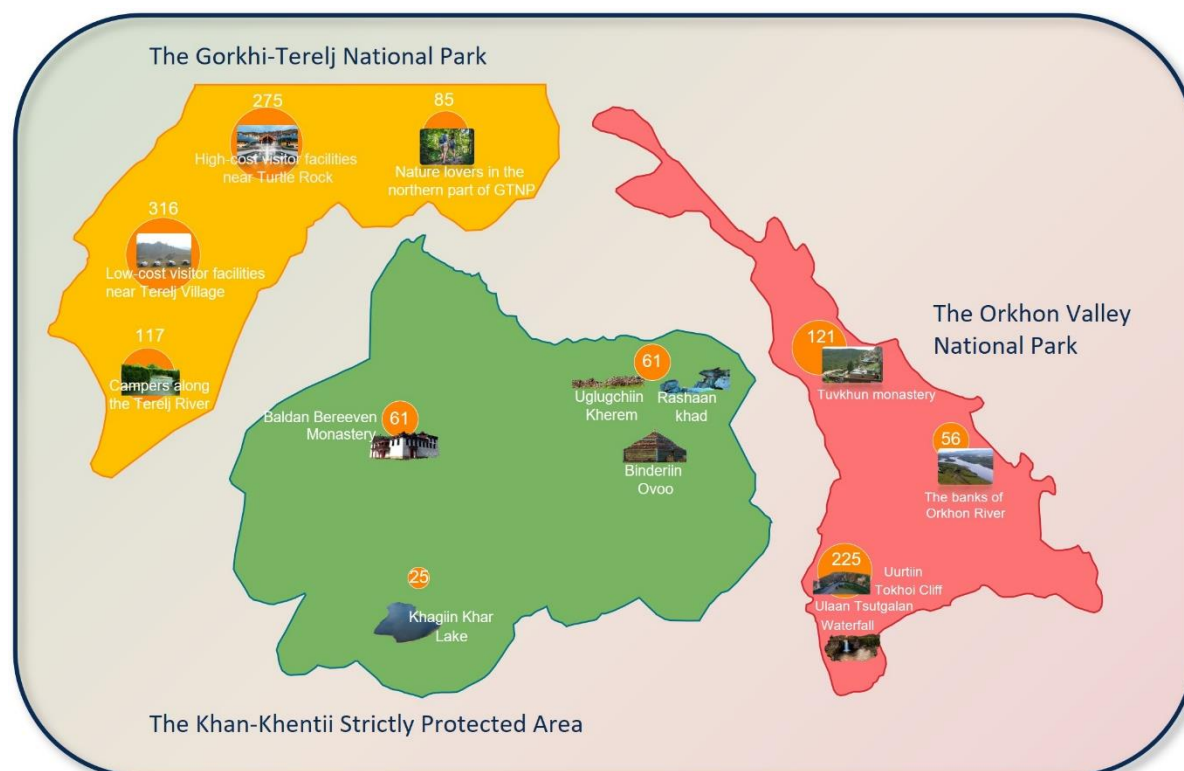 The Gorkhi-Terelj National Park
275
High-cost visitor facilities
near Turtle Rock
85
Nature lovers in the
northern part of GTNP
316
Low-cost visitor facilities
near Terelj Village
117
Campers along
the Terelj River
61
Baldan Bereeven
Monastery
61
Uglugchiin
Kherem
Rashaan
khad
Binderiin
Ovoo
25
Khagiin Khar
Lake
The Khan-Khentii Strictly Protected Area
The Orkhon Valley
National Park
121
Tuvkhun monastery
56
The banks of
Orkhon River
225
Uurtiin
Tokhoi Cliff
Ulaan Tsutgalan
Waterfall